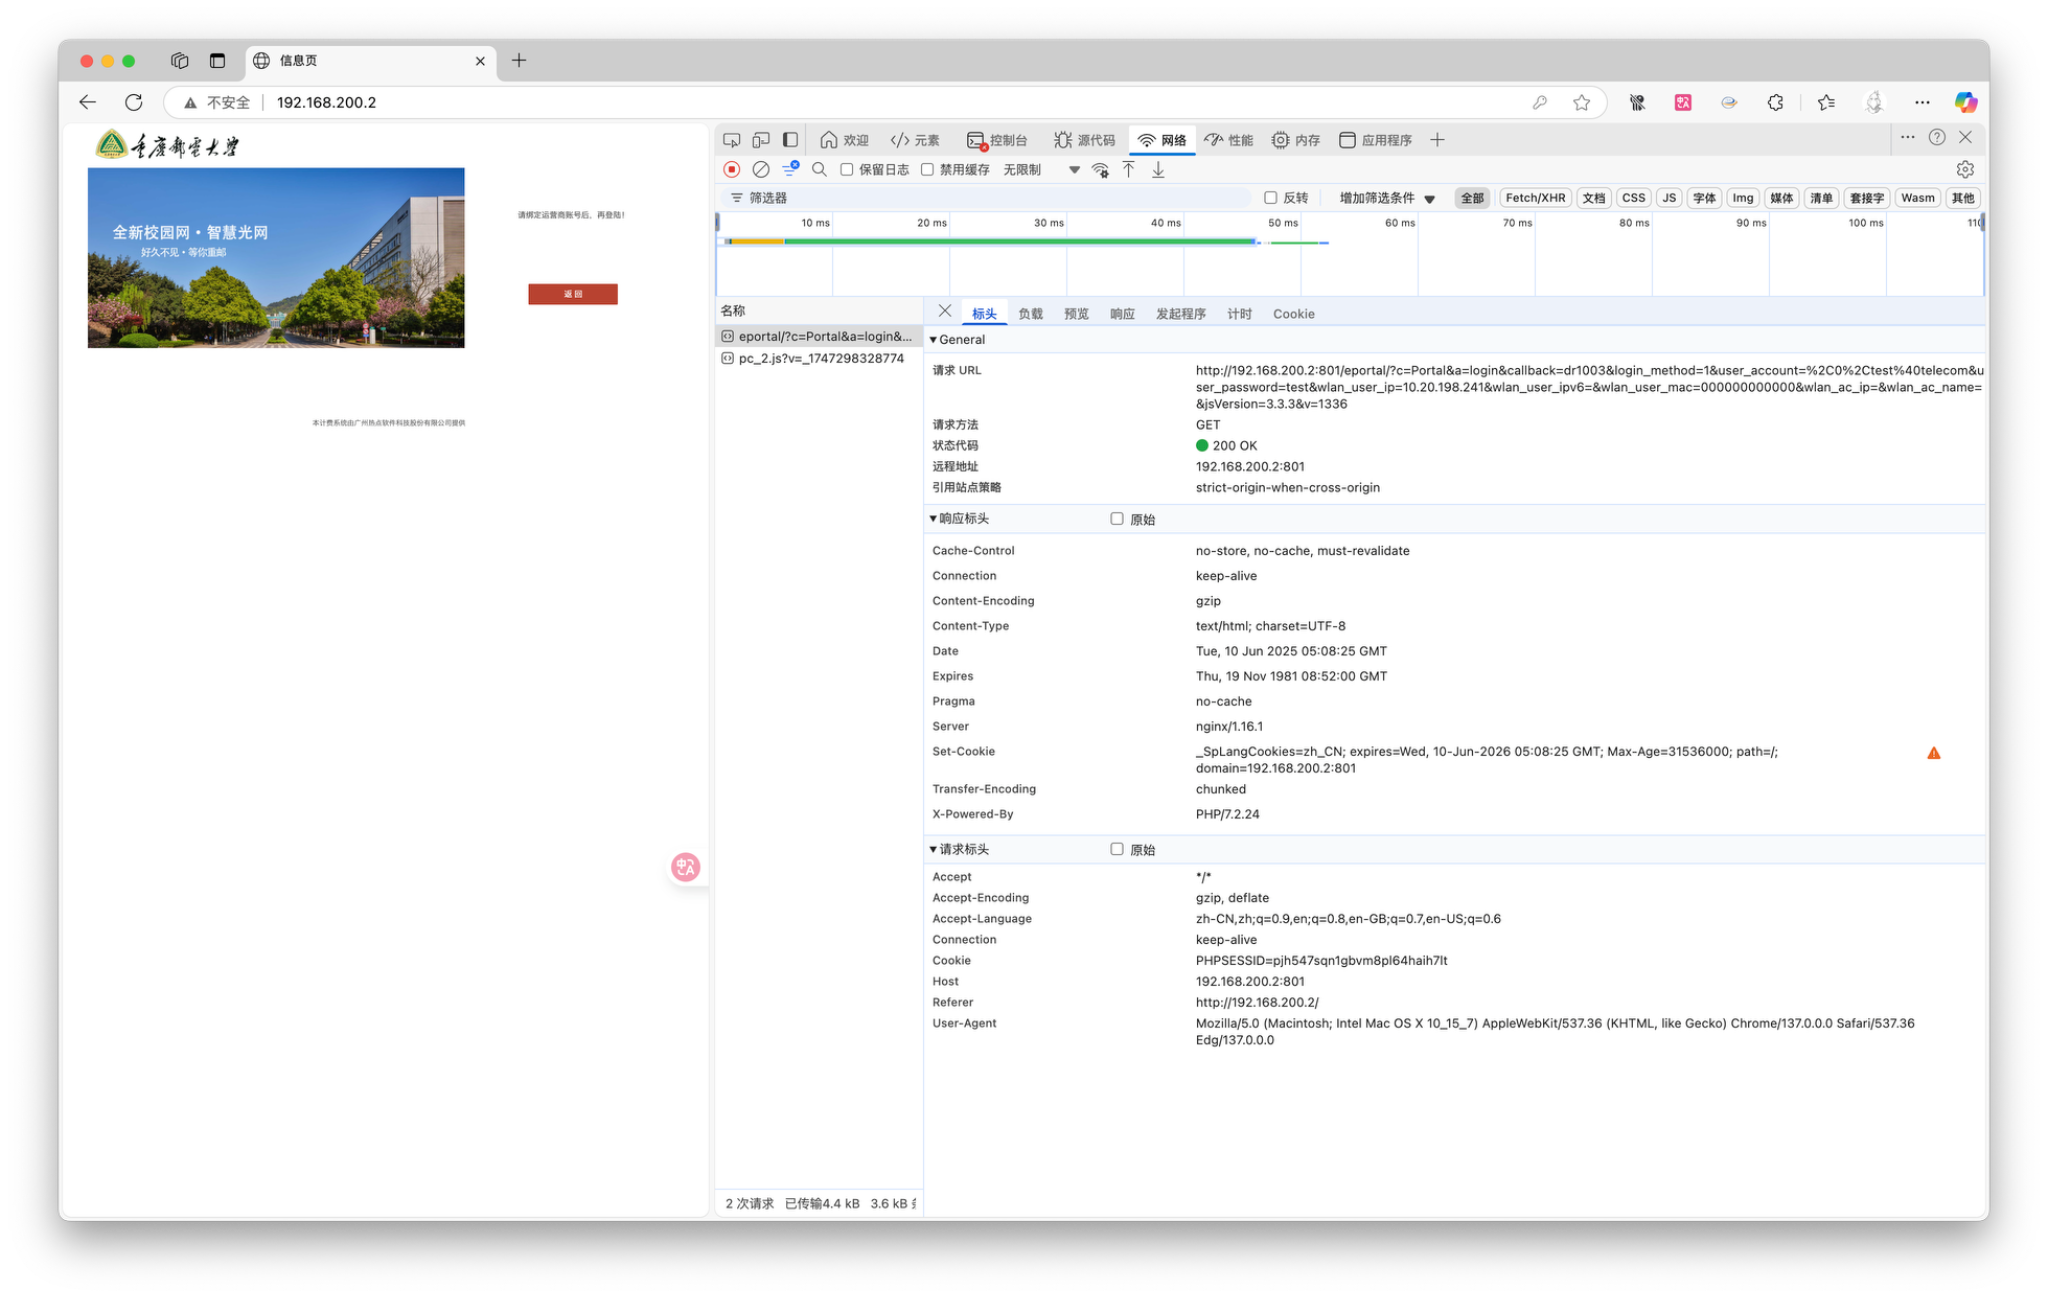 信息页
不安全
192.168.200.2
重庆邮电大学
全新校园网·智慧光网
好久不见·等你重邮
请绑定运营商账号后，再登陆！
返回
本计费系统由广州热点软件科技股份有限公司提供
欢迎
元素
控制台
源代码
网络
性能
内存
应用程序
保留日志
禁用缓存
无限制
筛选器
反转
增加筛选条件
全部
Fetch/XHR
文档
CSS
JS
字体
Img
媒体
清单
套接字
Wasm
其他
10 ms
20 ms
30 ms
40 ms
50 ms
60 ms
70 ms
80 ms
90 ms
100 ms
名称
eportal/?c=Portal&a=login&...
pc_2.js?v=_1747298328774
标头
负载
预览
响应
发起程序
计时
Cookie
General
请求 URL
http://192.168.200.2:801/eportal/?c=Portal&a=login&callback=dr1003&login_method=1&user_account=%2C0%2Ctest%40telecom&u
ser_password=test&wlan_user_ip=10.20.198.241&wlan_user_ipv6=&wlan_user_mac=000000000000&wlan_ac_ip=&wlan_ac_name=
&jsVersion=3.3.3&v=1336
请求方法
GET
状态代码
200 OK
远程地址
192.168.200.2:801
引用站点策略
strict-origin-when-cross-origin
响应标头
原始
Cache-Control
no-store, no-cache, must-revalidate
Connection
keep-alive
Content-Encoding
gzip
Content-Type
text/html; charset=UTF-8
Date
Tue, 10 Jun 2025 05:08:25 GMT
Expires
Thu, 19 Nov 1981 08:52:00 GMT
Pragma
no-cache
Server
nginx/1.16.1
Set-Cookie
_SpLangCookies=zh_CN; expires=Wed, 10-Jun-2026 05:08:25 GMT; Max-Age=31536000; path=/;
domain=192.168.200.2:801
Transfer-Encoding
chunked
X-Powered-By
PHP/7.2.24
请求标头
原始
Accept
*/*
Accept-Encoding
gzip, deflate
Accept-Language
zh-CN,zh;q=0.9,en;q=0.8,en-GB;q=0.7,en-US;q=0.6
Connection
keep-alive
Cookie
PHPSESSID=pjh547sqn1gbvm8pl64haih7lt
Host
192.168.200.2:801
Referer
http://192.168.200.2/
User-Agent
Mozilla/5.0 (Macintosh; Intel Mac OS X 10_15_7) AppleWebKit/537.36 (KHTML, like Gecko) Chrome/137.0.0.0 Safari/537.36
Edg/137.0.0.0
2 次请求
已传输4.4 kB
3.6 kB